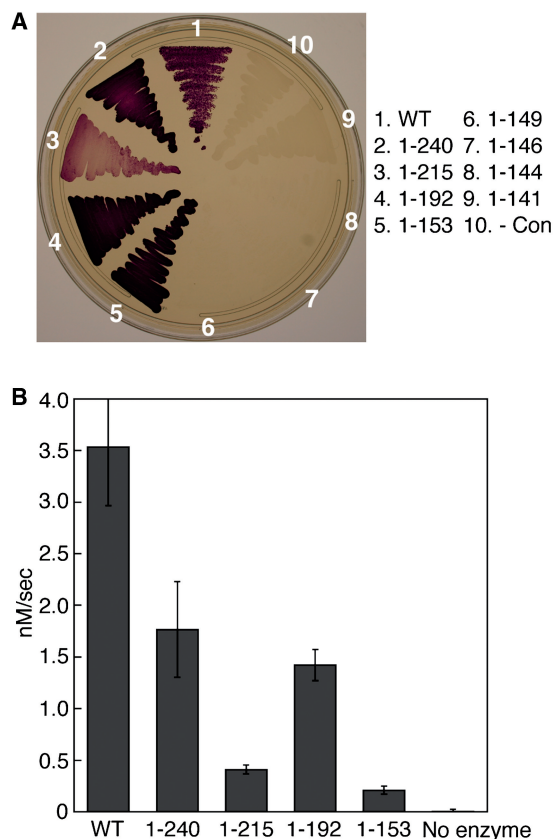 A
1
2
10
3
9
4
8
5
7
6
1. WT 6. 1-149
2. 1-240 7. 1-146
3. 1-215 8. 1-144
4. 1-192 9. 1-141
5. 1-153 10. - Con
B
4.0
3.5
3.0
2.5
2.0
1.5
1.0
0.5
0
nM/sec
WT 1-240 1-215 1-192 1-153 No enzyme